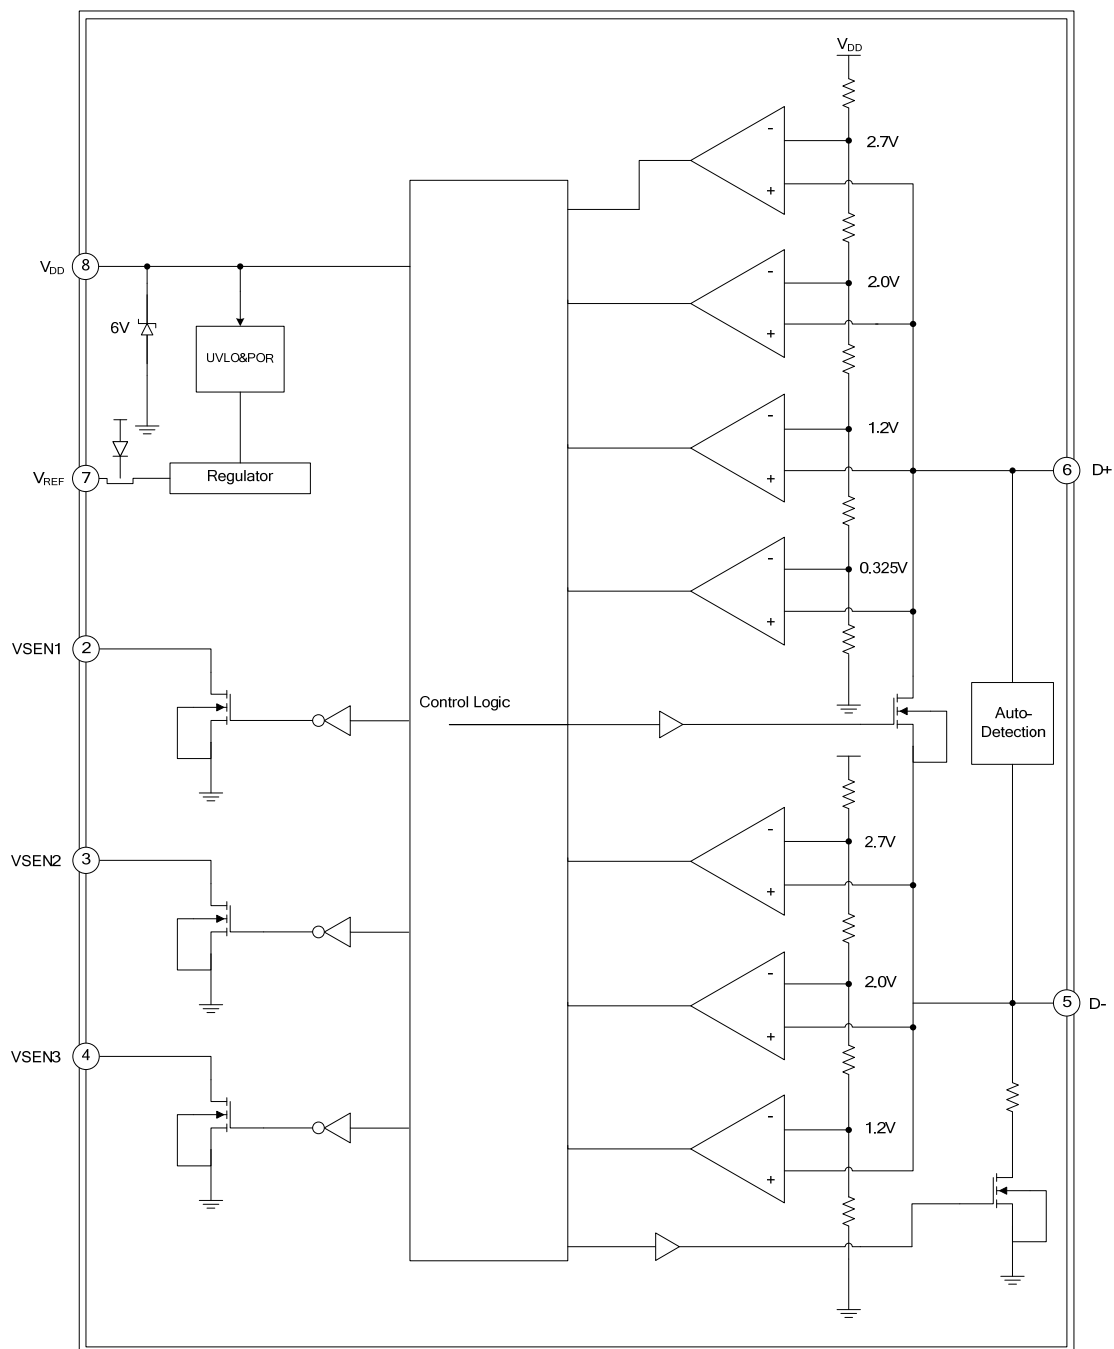 VDD
-
2.7V
+
VDD 8
-
2.0V
+
6V
UVLO&POR
-
1.2V
+
VREF 7
Regulator
6 D+
-
0.325V
+
VSEN1 2
Control Logic
Auto-
Detection
-
2.7V
+
VSEN2 3
-
2.0V
+
5 D-
VSEN3 4
-
1.2V
+